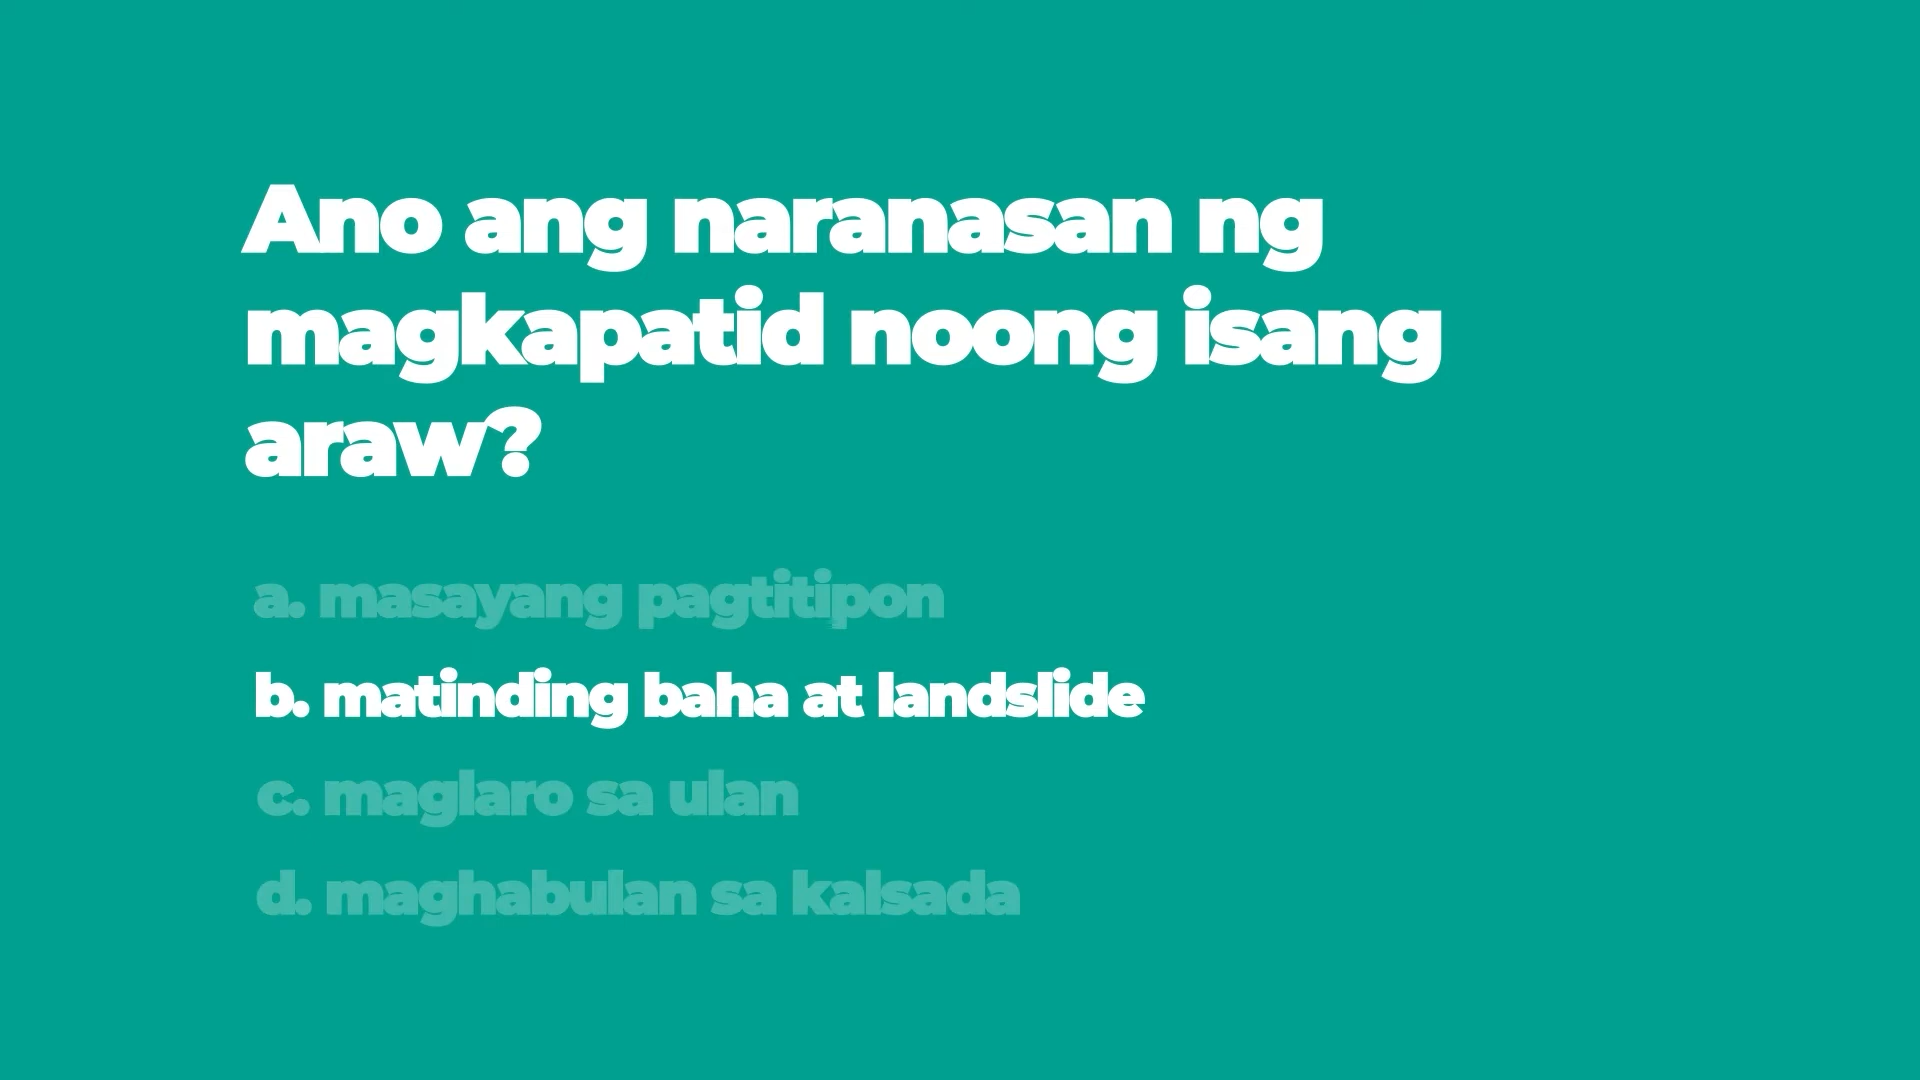 Ano ang naranasan ng
magkapatid noong isang
araw?
a. masayang pagtitipon
b. matinding baha at landslide
c. maglaro sa ulan
d. maghabulan sa kalsada